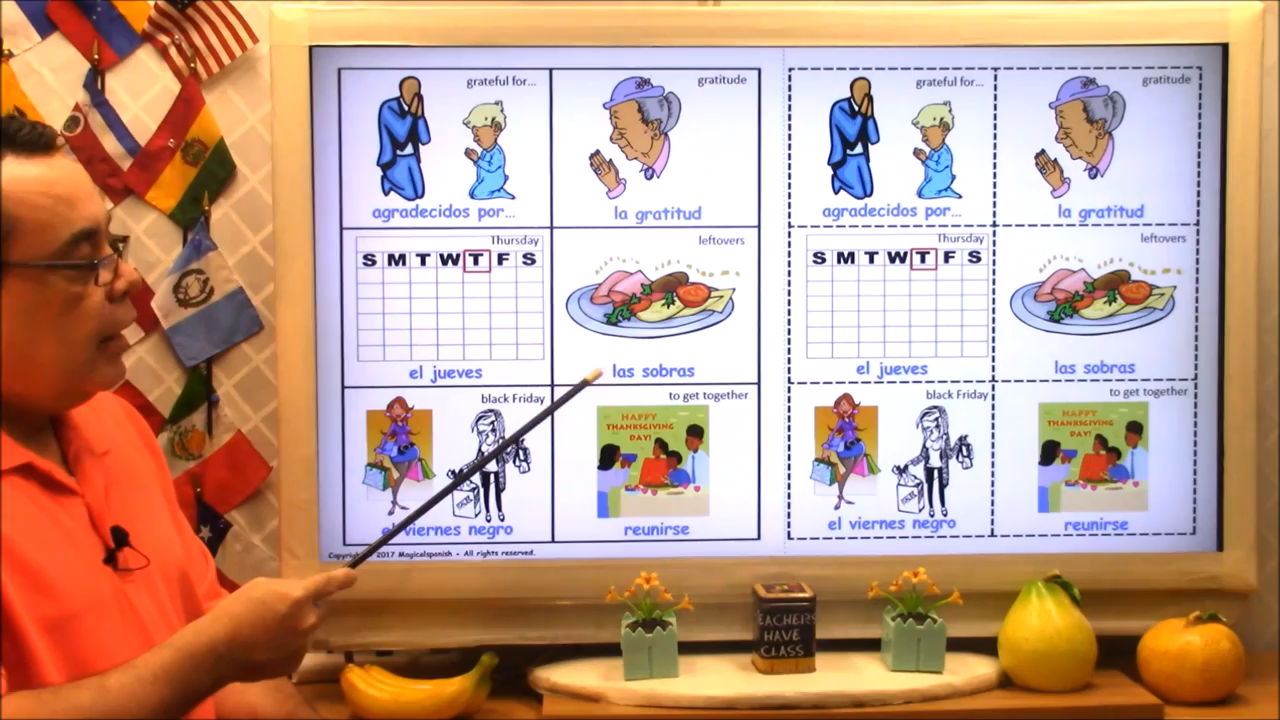 grateful for...
agradecidos por...
gratitude
la gratitud
grateful for...
agradecidos por...
gratitude
la gratitud
Thursday
S M T W T F S
el jueves
leftovers
las sobras
Thursday
S M T W T F S
el jueves
leftovers
las sobras
black Friday
el viernes negro
to get together
HAPPY
THANKSGIVING
DAY!
reunirse
black Friday
el viernes negro
to get together
HAPPY
THANKSGIVING
DAY!
reunirse
2017 Magicalspanish • All rights reserved.
TEACHERS
HAVE
CLASS